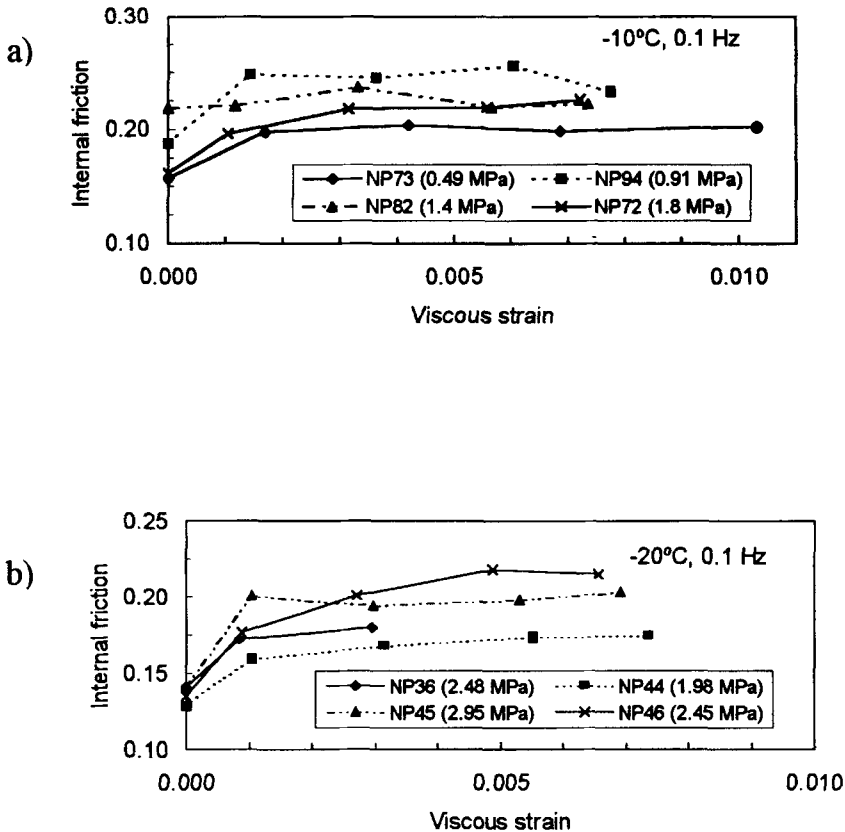 a)
0.30
0.20
0.10
Internal friction
-10ºC, 0.1 Hz
NP73 (0.49 MPa) NP94 (0.91 MPa)
NP82 (1.4 MPa) NP72 (1.8 MPa)
0.000 0.005 0.010
Viscous strain
b)
0.25
0.20
0.15
0.10
Internal friction
-20ºC, 0.1 Hz
NP36 (2.48 MPa) NP44 (1.98 MPa)
NP45 (2.95 MPa) NP46 (2.45 MPa)
0.000 0.005 0.010
Viscous strain